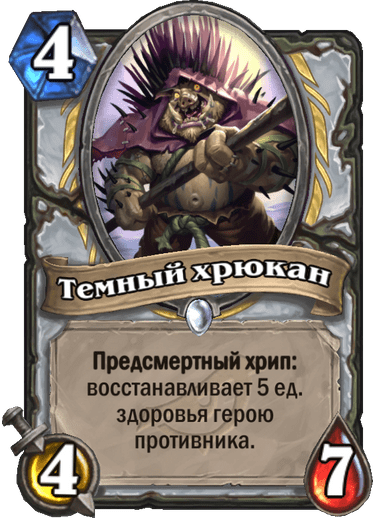 4
Темный хрюкан
Предсмертный хрип:
восстанавливает 5 ед.
здоровья герою
противника.
4
7